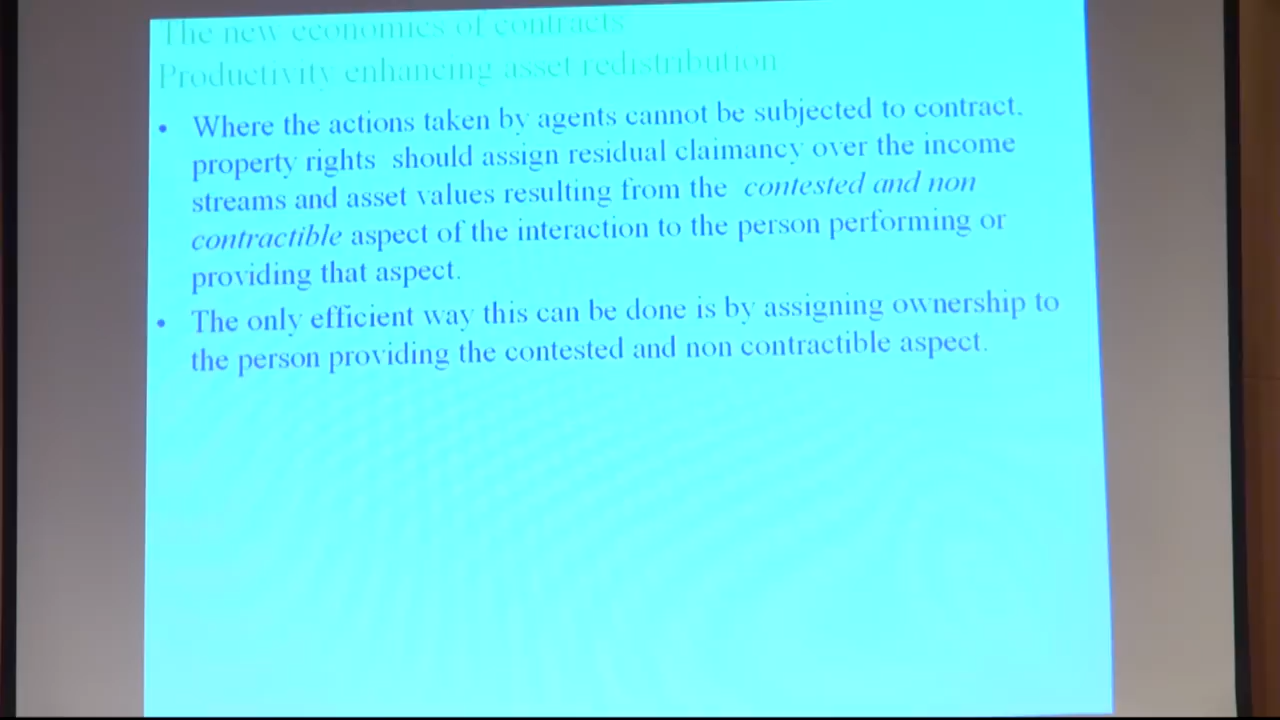 The new economics of contracts
Productivity enhancing asset redistribution
• Where the actions taken by agents cannot be subjected to contract,
property rights should assign residual claimancy over the income
streams and asset values resulting from the contested and non
contractible aspect of the interaction to the person performing or
providing that aspect.
• The only efficient way this can be done is by assigning ownership to
the person providing the contested and non contractible aspect.